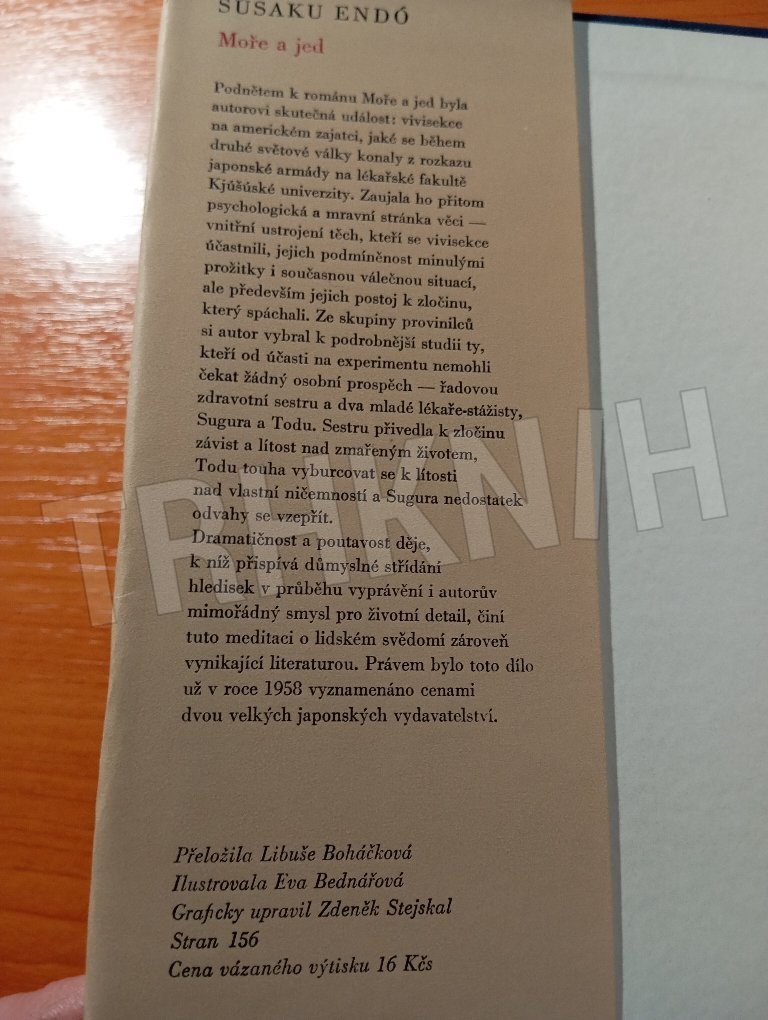 SUSAKU ENDÓ
Moře a jed
Podnětem k románu Moře a jed byla
autorovi skutečná událost: vivisekce
na americkém zajatci, jaké se během
druhé světové války konaly z rozkazu
japonské armády na lékařské fakultě
Kjúšúské univerzity. Zaujala ho přitom
psychologická a mravní stránka věci —
vnitřní ustrojení těch, kteří se vivisekce
účastnili, jejich podmíněnost minulými
prožitky i současnou válečnou situací,
ale především jejich postoj k zločinu,
který spáchali. Ze skupiny provinilců
si autor vybral k podrobnější studii ty,
kteří od účasti na experimentu nemohli
čekat žádný osobní prospěch — řadovou
zdravotní sestru a dva mladé lékaře-stážisty,
Sugura a Todu. Sestru přivedla k zločinu
závist a lítost nad zmařeným životem,
Todu touha vyburcovat se k lítosti
nad vlastní ničemností a Sugura nedostatek
odvahy se vzepřít.
Dramatičnost a poutavost děje,
k níž přispívá důmyslné střídání
hledisek v průběhu vyprávění i autorův
mimořádný smysl pro životní detail, činí
tuto meditaci o lidském svědomí zároveň
vynikající literaturou. Právem bylo toto dílo
už v roce 1958 vyznamenáno cenami
dvou velkých japonských vydavatelství.
Přeložila Libuše Boháčková
Ilustrovala Eva Bednářová
Graficky upravil Zdeněk Stejskal
Stran 156
Cena vázaného výtisku 16 Kčs
TRHKNIH